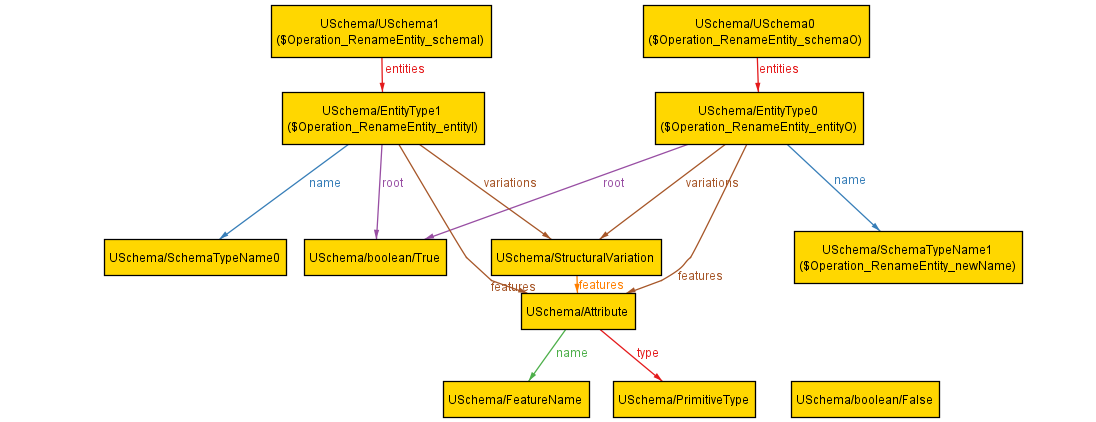 USchema/USchema1
($Operation_RenameEntity_schemaI)
USchema/USchema0
($Operation_RenameEntity_schemaO)
entities
entities
USchema/EntityType1
($Operation_RenameEntity_entityI)
USchema/EntityType0
($Operation_RenameEntity_entityO)
name
root
variations
root
variations
name
USchema/SchemaTypeName0
USchema/boolean/True
USchema/StructuralVariation
USchema/SchemaTypeName1
($Operation_RenameEntity_newName)
features
features
features
USchema/Attribute
name
type
USchema/FeatureName
USchema/PrimitiveType
USchema/boolean/False